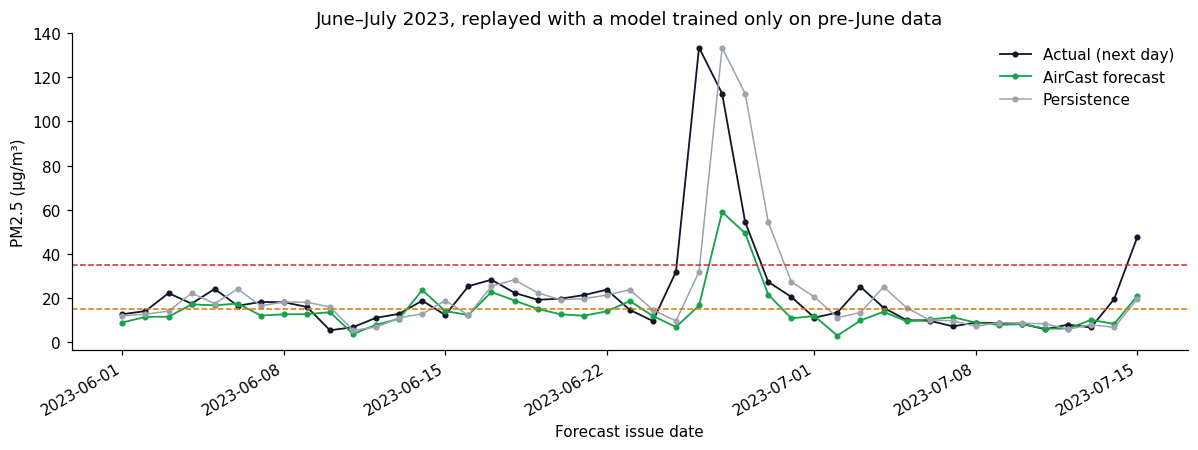 June–July 2023, replayed with a model trained only on pre-June data
140
120
100
80
60
40
20
0
PM2.5 (µg/m³)
Actual (next day)
AirCast forecast
Persistence
2023-06-01
2023-06-08
2023-06-15
2023-06-22
2023-07-01
2023-07-08
2023-07-15
Forecast issue date